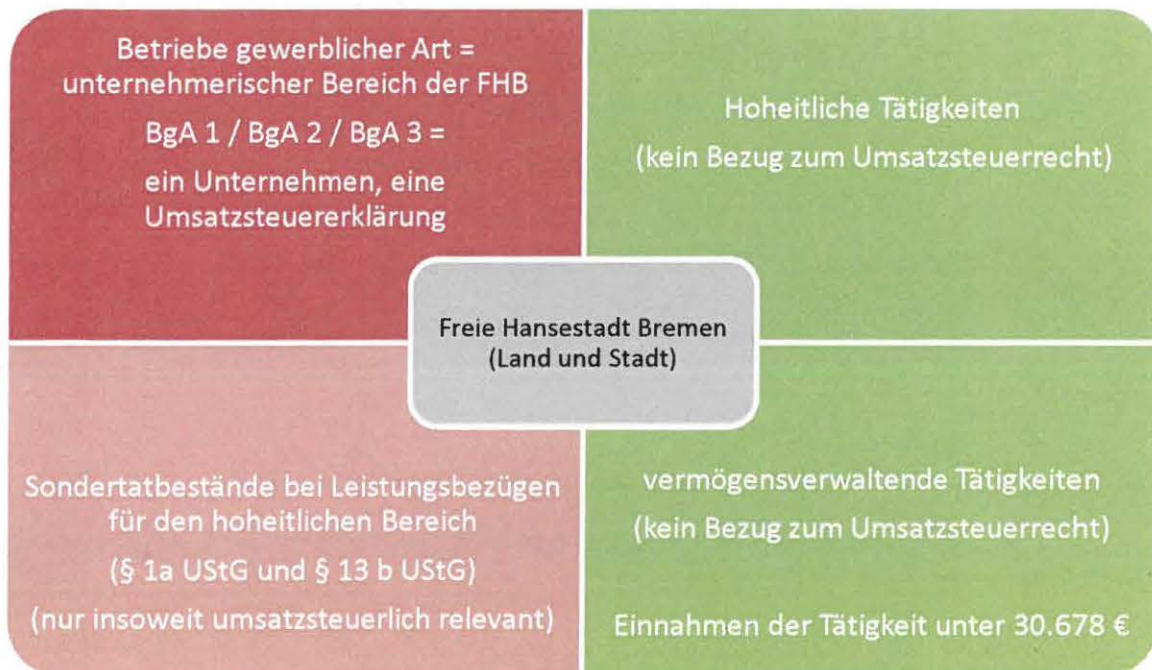 Betriebe gewerblicher Art =
unternehmerischer Bereich der FHB
BgA 1 / BgA 2 / BgA 3 =
ein Unternehmen, eine
Umsatzsteuererklärung
Hoheitliche Tätigkeiten
(kein Bezug zum Umsatzsteuerrecht)
Freie Hansestadt Bremen
(Land und Stadt)
Sondertatbestände bei Leistungsbezügen
für den hoheitlichen Bereich
(§ 1a UStG und § 13 b UStG)
(nur insoweit umsatzsteuerlich relevant)
vermögensverwaltende Tätigkeiten
(kein Bezug zum Umsatzsteuerrecht)
Einnahmen der Tätigkeit unter 30.678 €